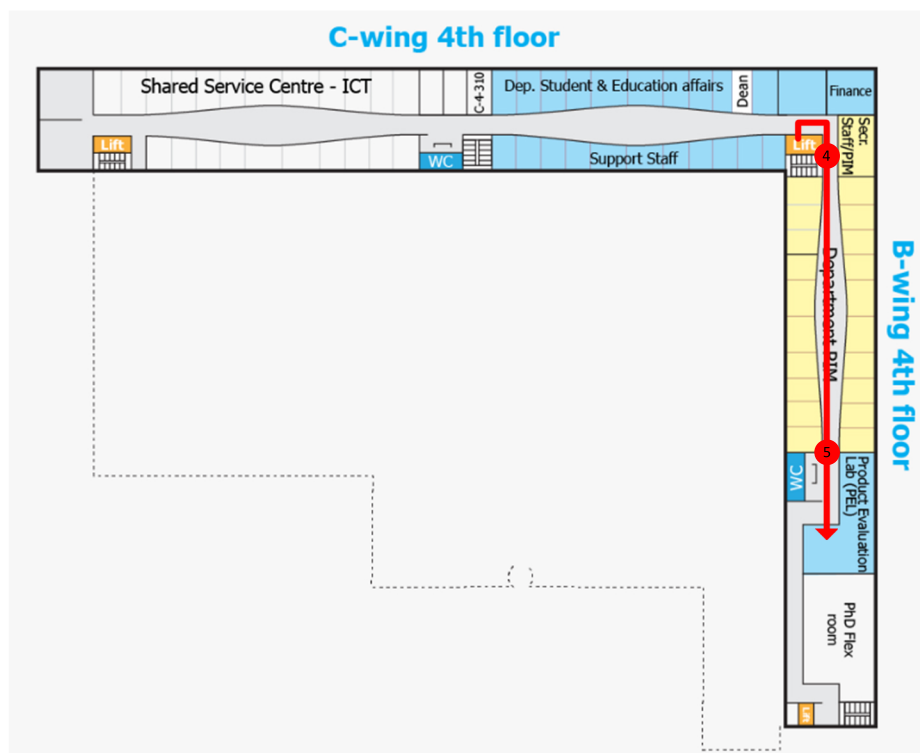 C-wing 4th floor
Shared Service Centre - ICT
C-4-310
Dep. Student & Education affairs
Dean
Finance
Lift
WC
Support Staff
Lift
4
Secr.
Staff/PIM
Department PIM
B-wing 4th floor
5
WC
Product Evaluation
Lab (PEL)
PhD Flex
room
Lift